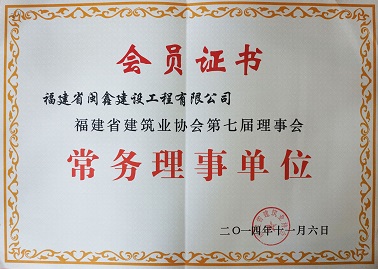 会员证书
福建省闽鑫建设工程有限公司
福建省建筑业协会第七届理事会
常务理事单位
二〇一四年十一月六日